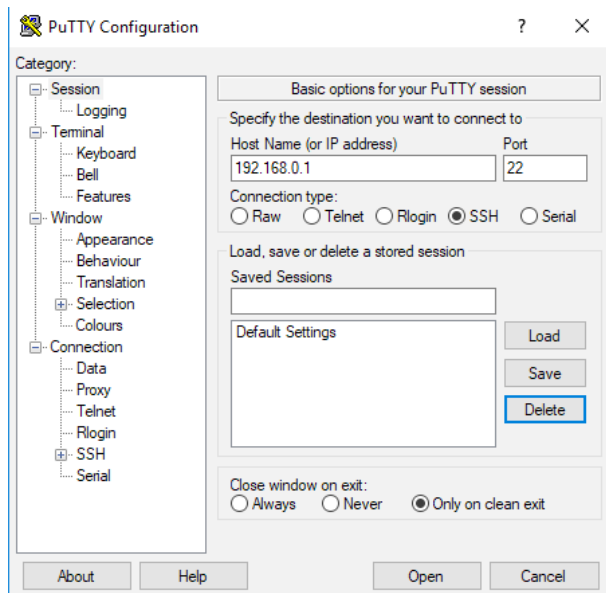 PuTTY Configuration
?
Category:
Session
Logging
Terminal
Keyboard
Bell
Features
Window
Appearance
Behaviour
Translation
Selection
Colours
Connection
Data
Proxy
Telnet
Rlogin
SSH
Serial
Basic options for your PuTTY session
Specify the destination you want to connect to
Host Name (or IP address) Port
192.168.0.1 22
Connection type:
Raw Telnet Rlogin SSH Serial
Load, save or delete a stored session
Saved Sessions
Default Settings
Load
Save
Delete
Close window on exit:
Always Never Only on clean exit
About Help Open Cancel